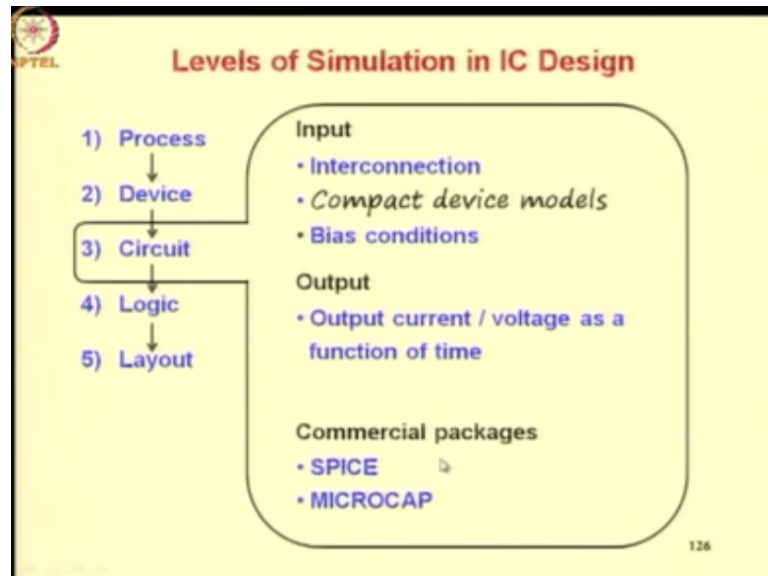 Levels of Simulation in IC Design
1) Process
2) Device
3) Circuit
4) Logic
5) Layout
Input
• Interconnection
• Compact device models
• Bias conditions
Output
• Output current / voltage as a
function of time
Commercial packages
• SPICE
• MICROCAP
126